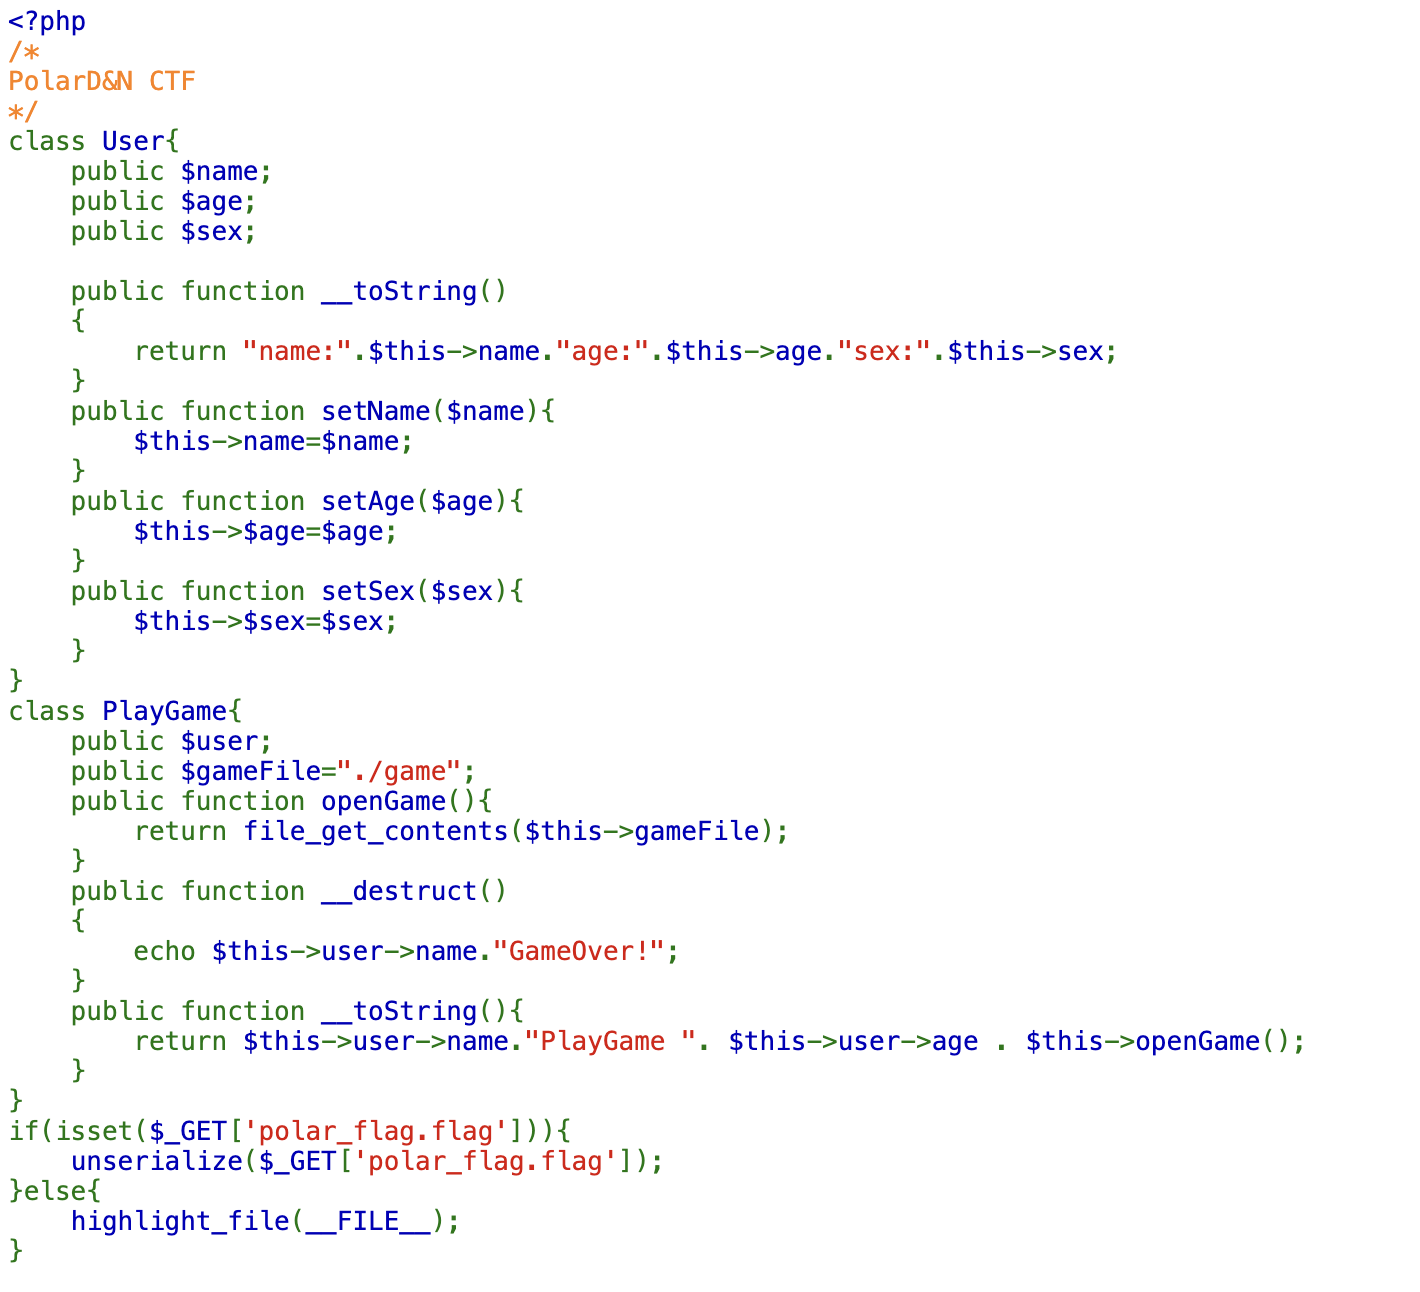 <?php
/*
PolarD&N CTF
*/
class User{
    public $name;
    public $age;
    public $sex;

    public function __toString()
    {
        return "name:".$this->name."age:".$this->age."sex:".$this->sex;
    }
    public function setName($name){
        $this->name=$name;
    }
    public function setAge($age){
        $this->$age=$age;
    }
    public function setSex($sex){
        $this->$sex=$sex;
    }
}
class PlayGame{
    public $user;
    public $gameFile="./game";
    public function openGame(){
        return file_get_contents($this->gameFile);
    }
    public function __destruct()
    {
        echo $this->user->name."GameOver!";
    }
    public function __toString(){
        return $this->user->name."PlayGame ". $this->user->age . $this->openGame();
    }
}
if(isset($_GET['polar_flag.flag'])){
    unserialize($_GET['polar_flag.flag']);
}else{
    highlight_file(__FILE__);
}